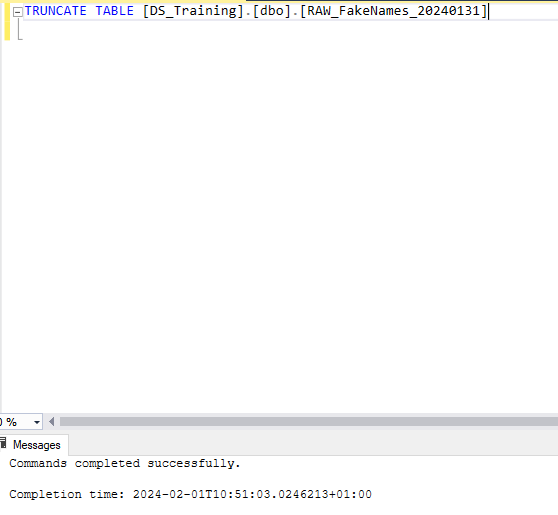 TRUNCATE TABLE [DS_Training].[dbo].[RAW_FakeNames_20240131]
0 %
Messages
Commands completed successfully.
Completion time: 2024-02-01T10:51:03.0246213+01:00